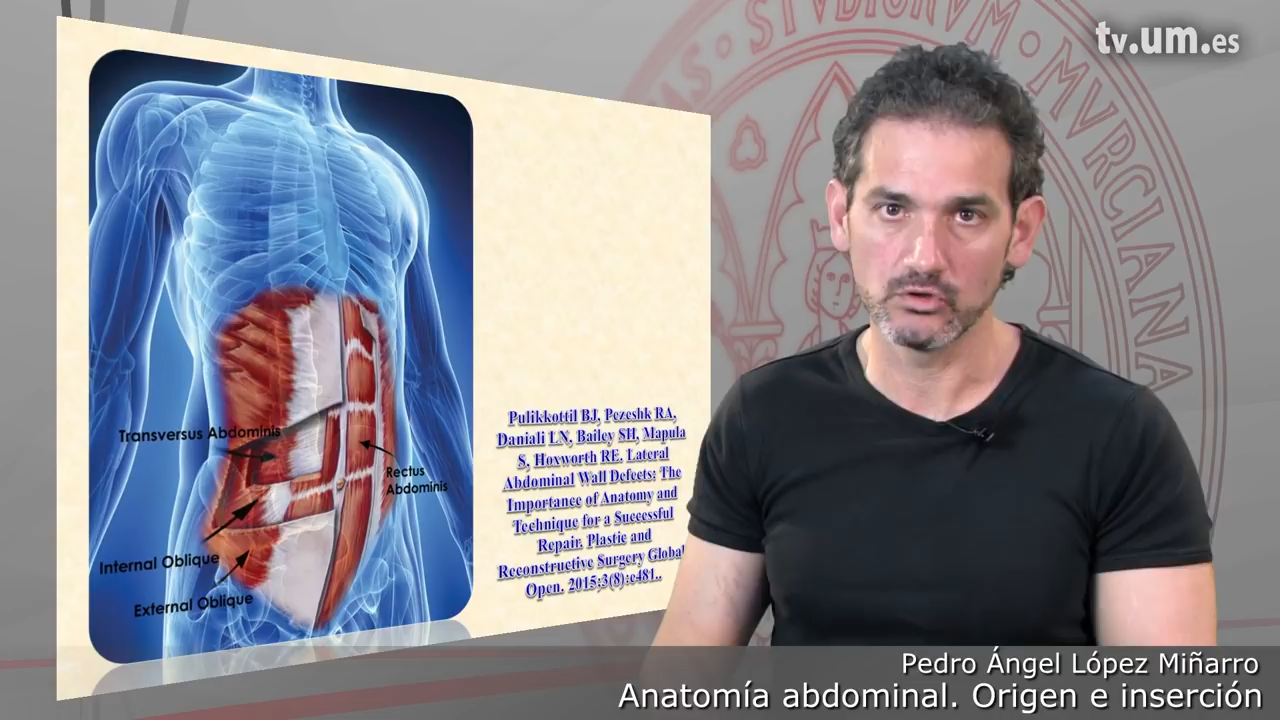 tv.um.es
STVDIORVM
MVRCIANA
Transversus Abdominis
Rectus
Abdominis
Internal Oblique
External Oblique
Pulikkottil BJ, Pezeshk RA,
Daniali LN, Bailey SH, Mapula
S, Hoxworth RE. Lateral
Abdominal Wall Defects: The
Importance of Anatomy and
Technique for a Successful
Repair. Plastic and
Reconstructive Surgery Global
Open. 2015;3(8):e481..
Pedro Ángel López Miñarro
Anatomía abdominal. Origen e inserción